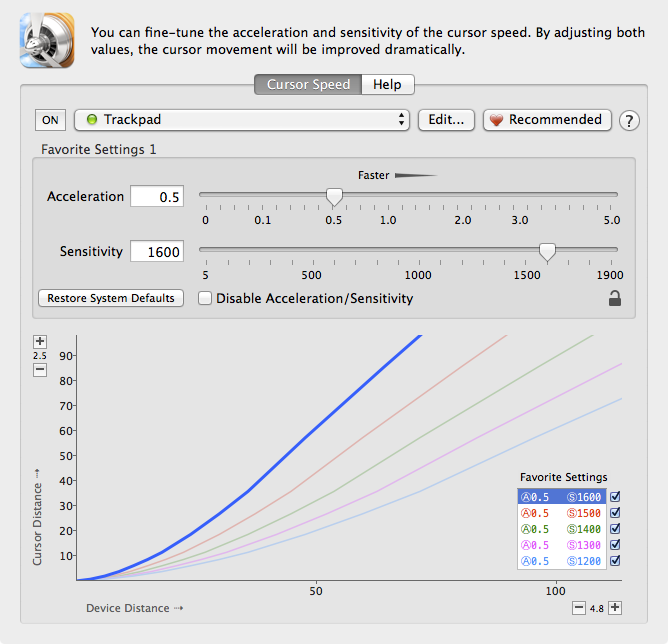 You can fine-tune the acceleration and sensitivity of the cursor speed. By adjusting both
values, the cursor movement will be improved dramatically.
Cursor Speed Help
ON Trackpad Edit... Recommended ?
Favorite Settings 1
Faster
Acceleration 0.5
0 0.1 0.5 1.0 2.0 3.0 5.0
Sensitivity 1600
5 500 1000 1500 1900
Restore System Defaults Disable Acceleration/Sensitivity
+
2.5
−
90
80
70
60
50
40
30
20
10
Cursor Distance →
Favorite Settings
Ⓐ0.5 Ⓢ1600
Ⓐ0.5 Ⓢ1500
Ⓐ0.5 Ⓢ1400
Ⓐ0.5 Ⓢ1300
Ⓐ0.5 Ⓢ1200
50 100
Device Distance → − 4.8 +